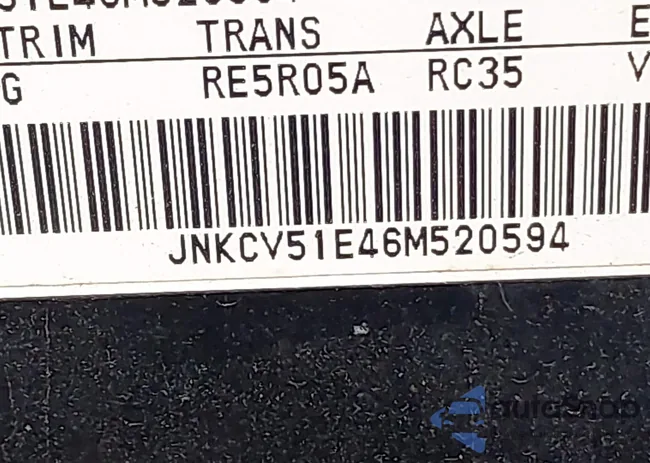 TRIM TRANS AXLE E
G RE5R05A RC35 V
JNKCV51E46M520594